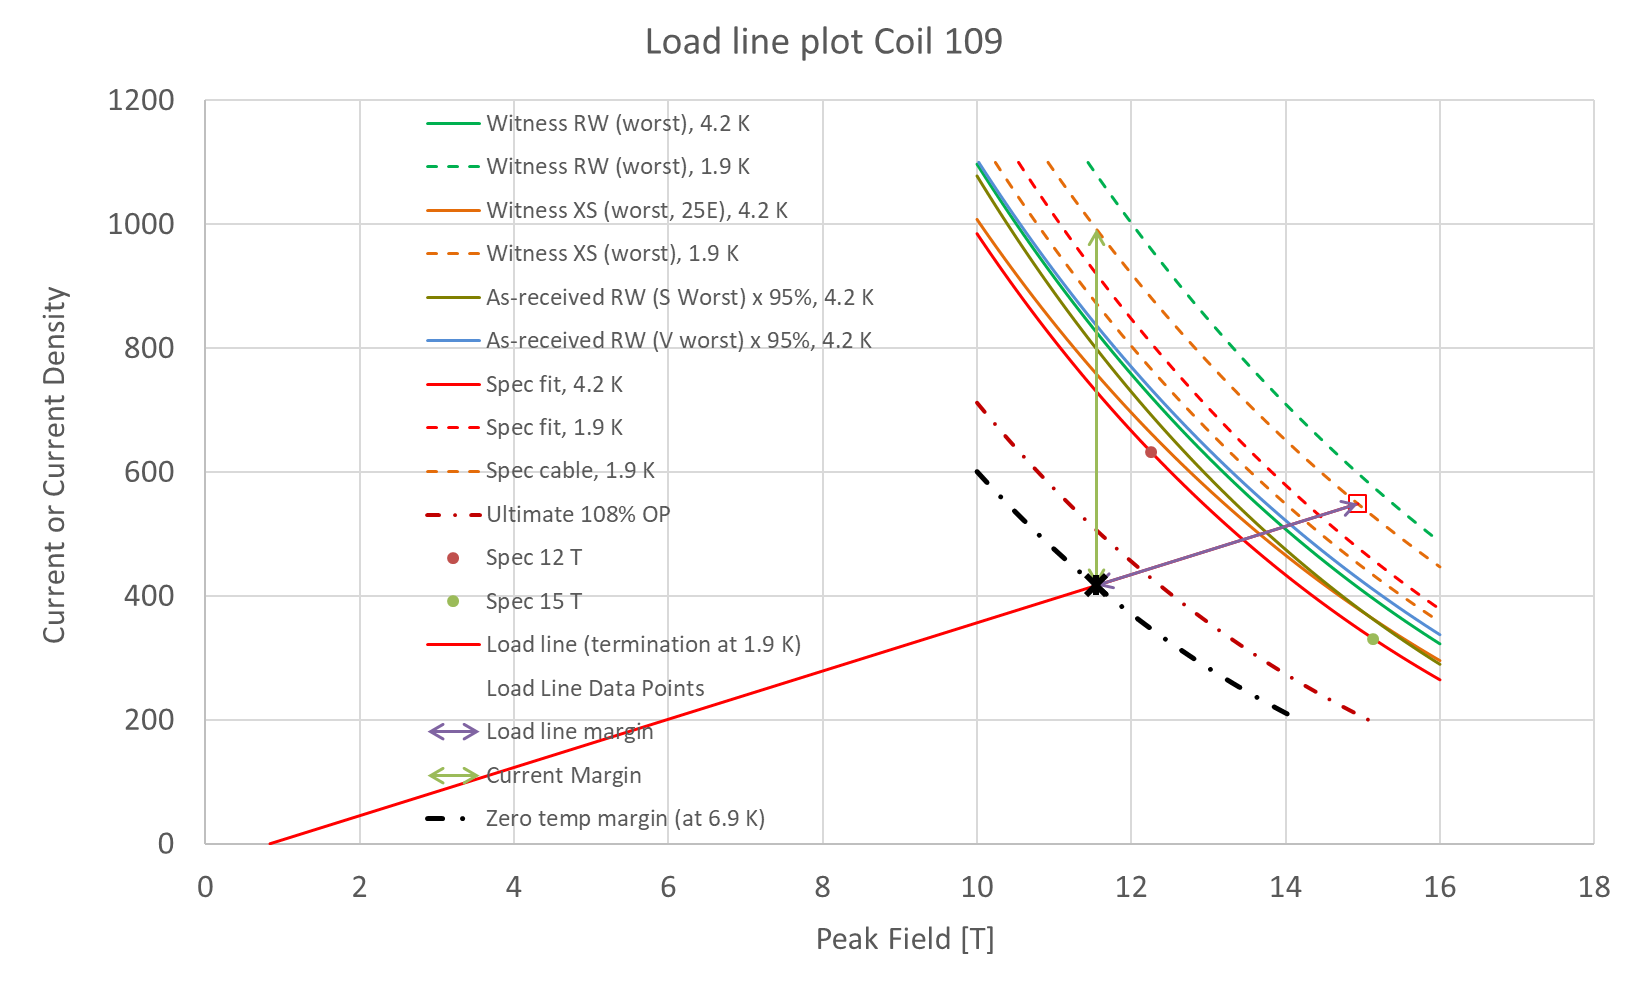 Load line plot Coil 109
1200
1000
800
600
400
200
0
Current or Current Density
Witness RW (worst), 4.2 K
Witness RW (worst), 1.9 K
Witness XS (worst, 25E), 4.2 K
Witness XS (worst), 1.9 K
As-received RW (S Worst) x 95%, 4.2 K
As-received RW (V worst) x 95%, 4.2 K
Spec fit, 4.2 K
Spec fit, 1.9 K
Spec cable, 1.9 K
Ultimate 108% OP
Spec 12 T
Spec 15 T
Load line (termination at 1.9 K)
Load Line Data Points
Load line margin
Current Margin
Zero temp margin (at 6.9 K)
0 2 4 6 8 10 12 14 16 18
Peak Field [T]